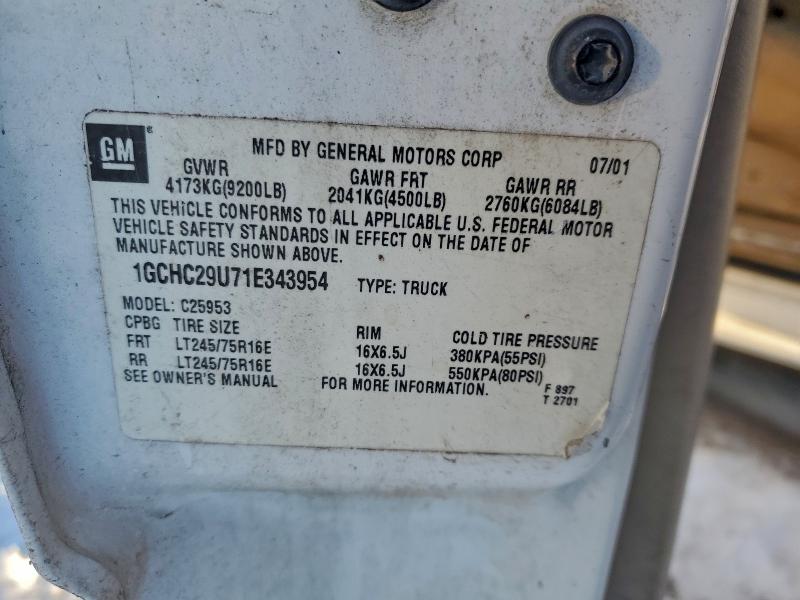 GM ®
MFD BY GENERAL MOTORS CORP 07/01
GVWR GAWR FRT GAWR RR
4173KG(9200LB) 2041KG(4500LB) 2760KG(6084LB)
THIS VEHICLE CONFORMS TO ALL APPLICABLE U.S. FEDERAL MOTOR
VEHICLE SAFETY STANDARDS IN EFFECT ON THE DATE OF
MANUFACTURE SHOWN ABOVE.
1GCHC29U71E343954 TYPE: TRUCK
MODEL: C25953
CPBG TIRE SIZE RIM COLD TIRE PRESSURE
FRT LT245/75R16E 16X6.5J 380KPA(55PSI)
RR LT245/75R16E 16X6.5J 550KPA(80PSI)
SEE OWNER'S MANUAL FOR MORE INFORMATION.
F 897
T 2701